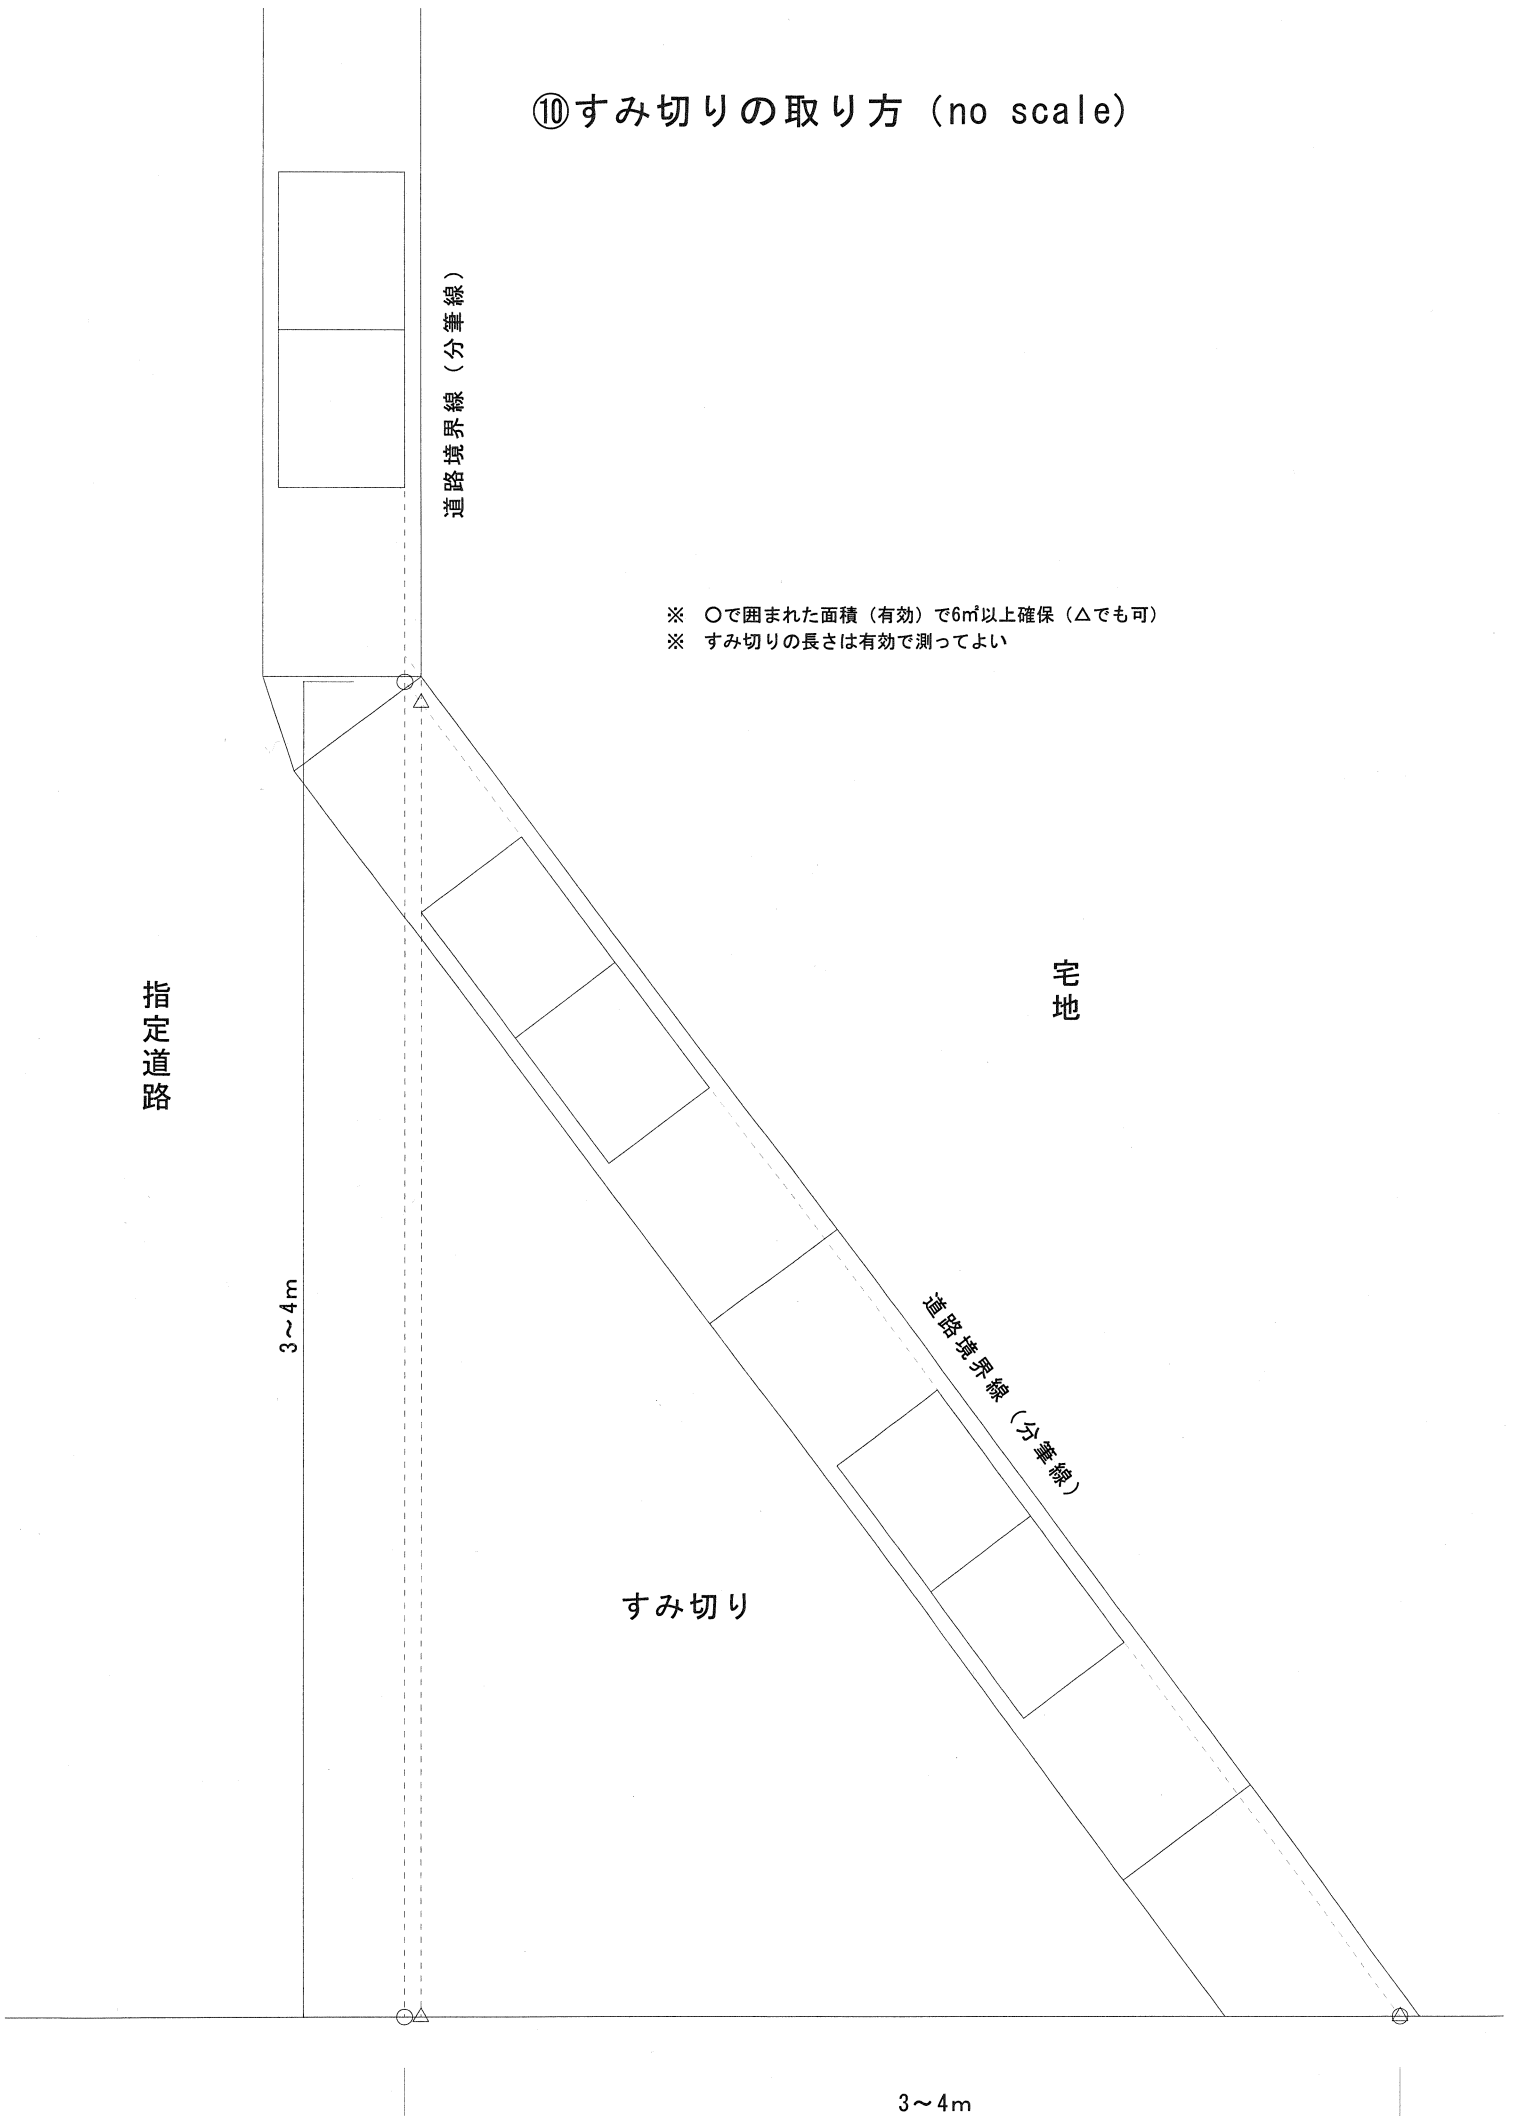 ⑩すみ切りの取り方（no scale）
道路境界線（分筆線）
※　〇で囲まれた面積（有効）で6㎡以上確保（△でも可）
※　すみ切りの長さは有効で測ってよい
指定道路
宅地
3～4m
道路境界線（分筆線）
すみ切り
3～4m